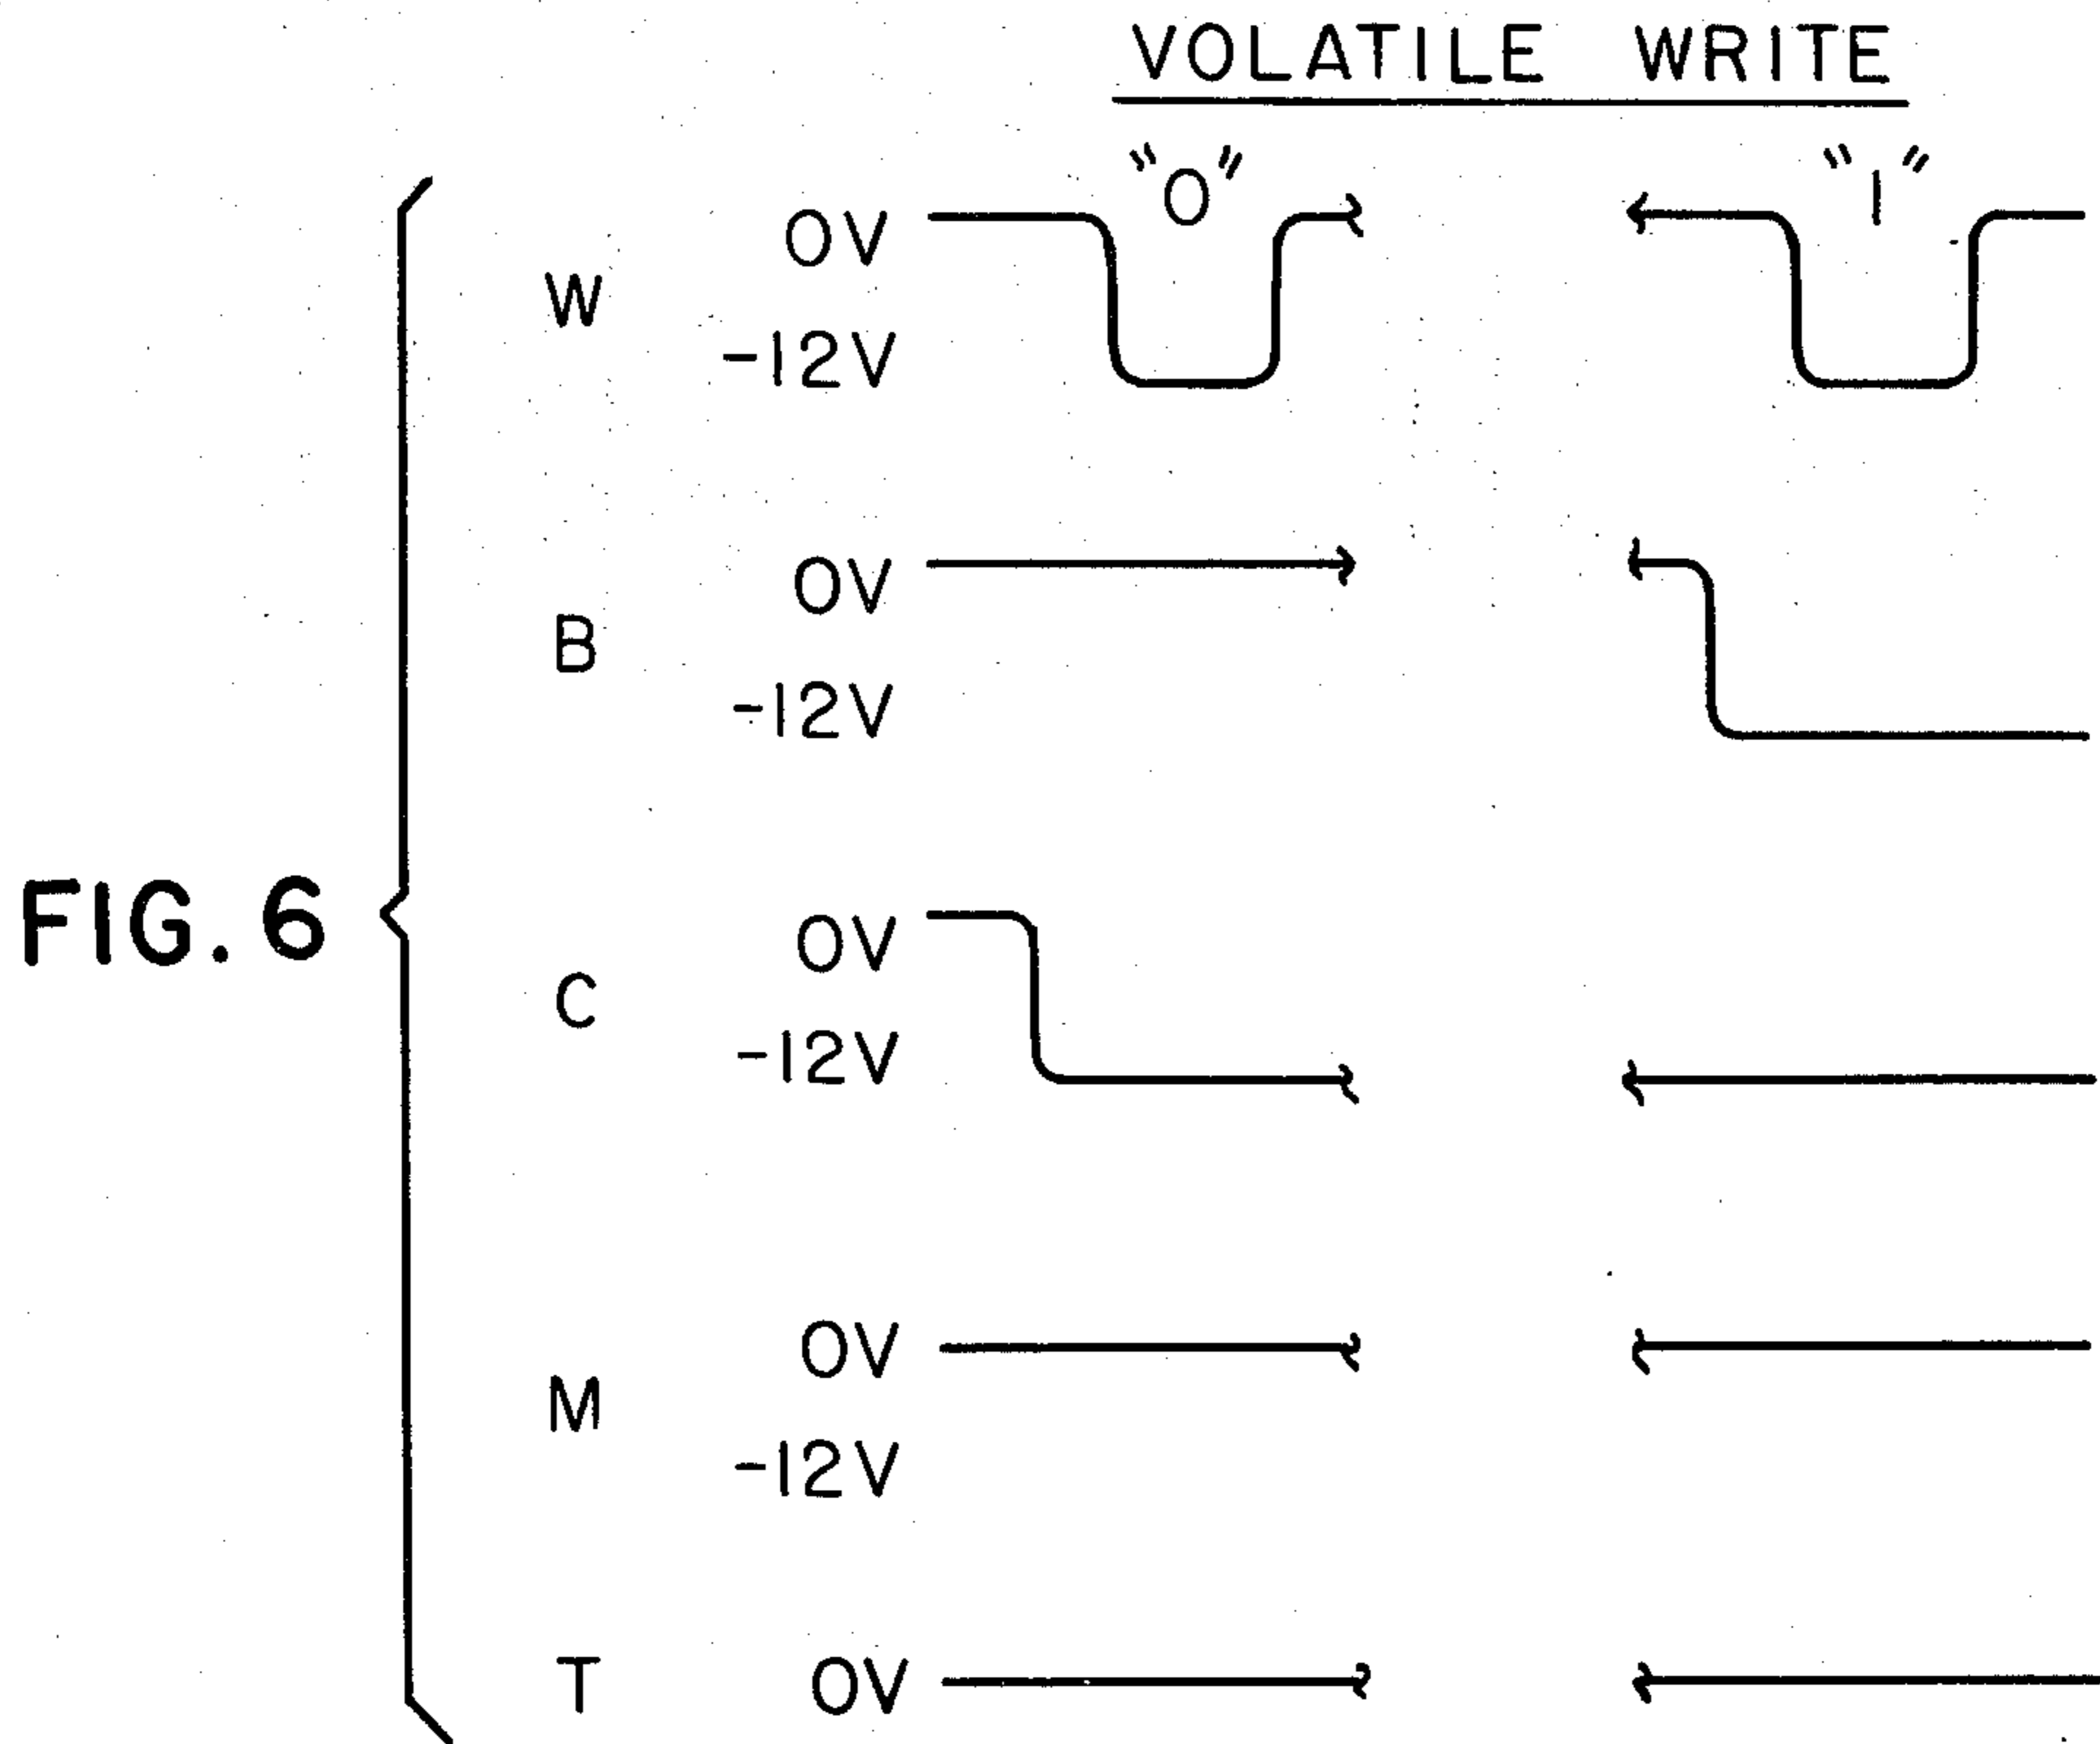 VOLATILE WRITE
"0" "1"
0V
W
-12V
0V
B
-12V
FIG. 6
0V
C
-12V
0V
M
-12V
T 0V